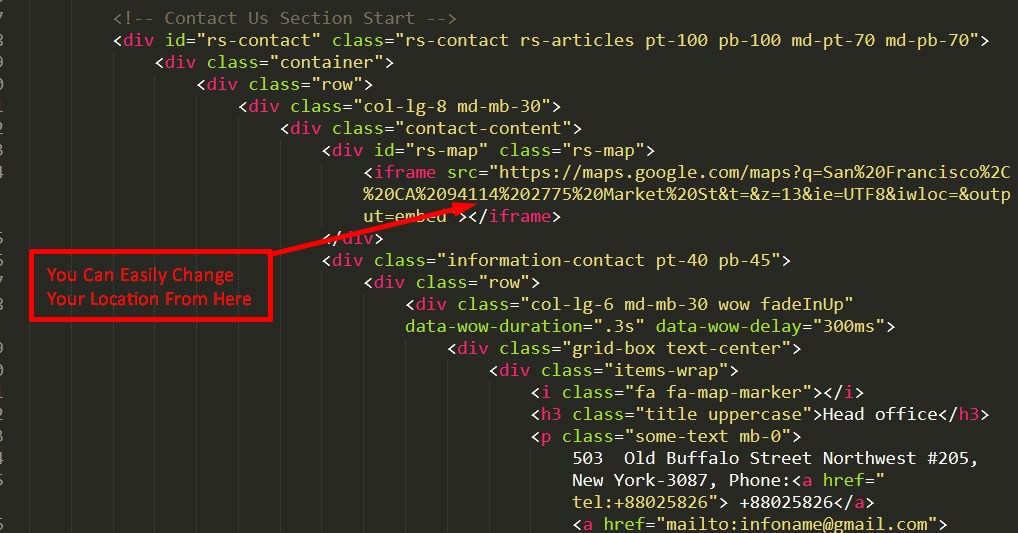 <!-- Contact Us Section Start -->
<div id="rs-contact" class="rs-contact rs-articles pt-100 pb-100 md-pt-70 md-pb-70">
<div class="container">
<div class="row">
<div class="col-lg-8 md-mb-30">
<div class="contact-content">
<div id="rs-map" class="rs-map">
<iframe src="https://maps.google.com/maps?q=San%20Francisco%2C
%20CA%2094114%202775%20Market%20St&t=&z=13&ie=UTF8&iwloc=&outp
ut=embed"></iframe>
</div>
You Can Easily Change
Your Location From Here
<div class="information-contact pt-40 pb-45">
<div class="row">
<div class="col-lg-6 md-mb-30 wow fadeInUp"
data-wow-duration=".3s" data-wow-delay="300ms">
<div class="grid-box text-center">
<div class="items-wrap">
<i class="fa fa-map-marker"></i>
<h3 class="title uppercase">Head office</h3>
<p class="some-text mb-0">
503 Old Buffalo Street Northwest #205,
New York-3087, Phone:<a href="
tel:+88025826"> +88025826</a>
<a href="mailto:infoname@gmail.com">